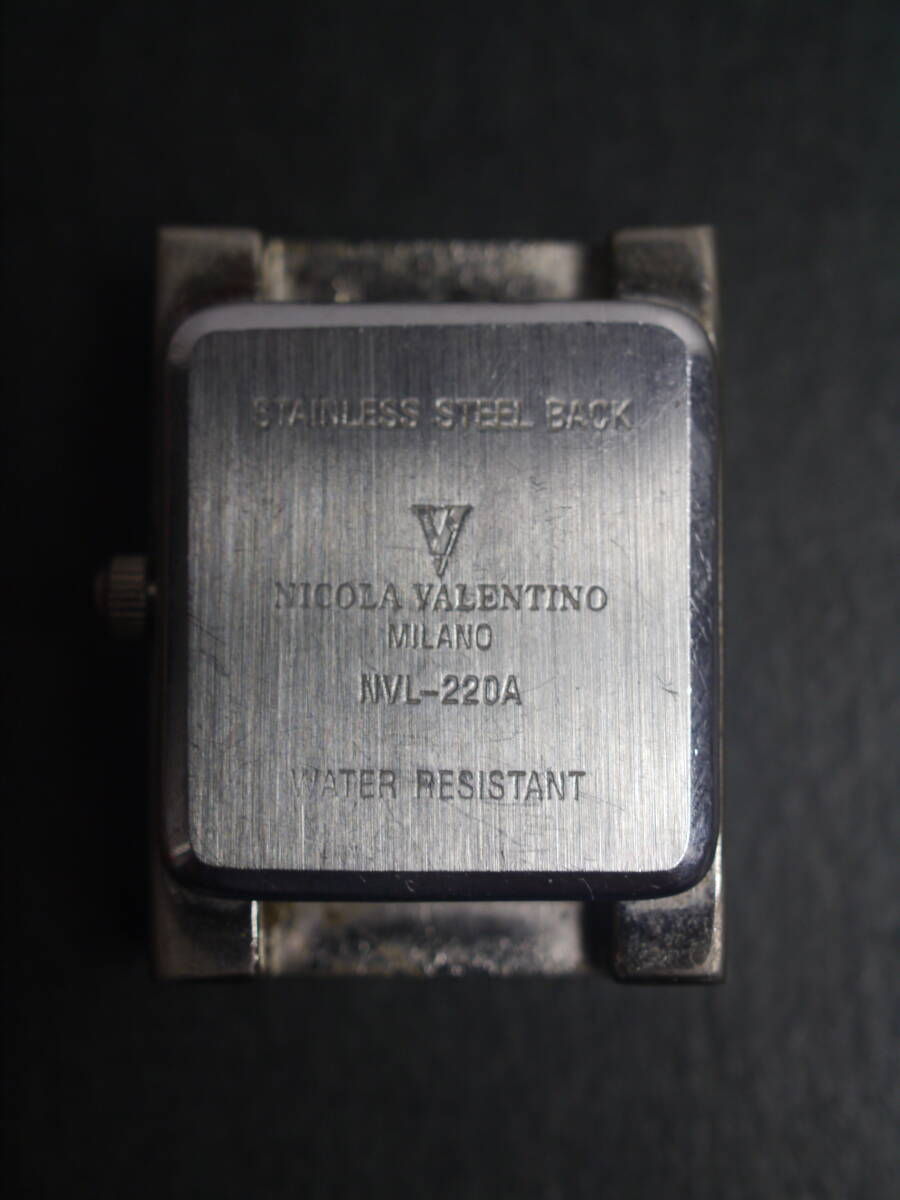 STAINLESS STEEL BACK
V
NICOLA VALENTINO
MILANO
NVL-220A
WATER RESISTANT